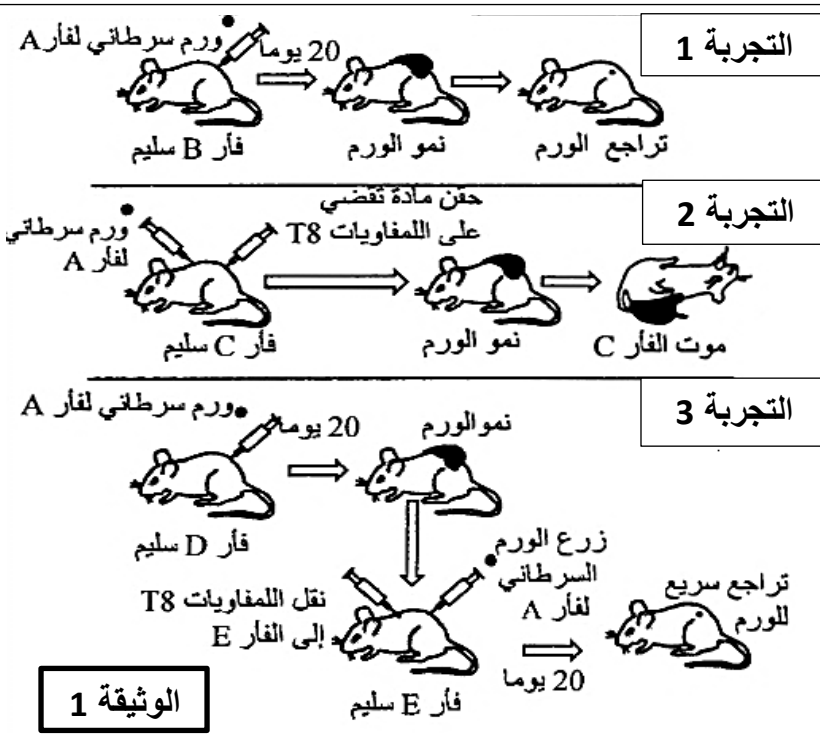 التجربة 1
ورم سرطاني لفأر A
20 يوما
فأر B سليم
نمو الورم
تراجع الورم
التجربة 2
ورم سرطاني
لفأر A
حقن مادة تقضي
على اللمفاويات T8
فأر C سليم
نمو الورم
موت الفأر C
التجربة 3
ورم سرطاني لفأر A
20 يوما
نمو الورم
فأر D سليم
نقل اللمفاويات T8
إلى الفأر E
زرع الورم
السرطاني
لفأر A
20 يوما
تراجع سريع
للورم
فأر E سليم
الوثيقة 1